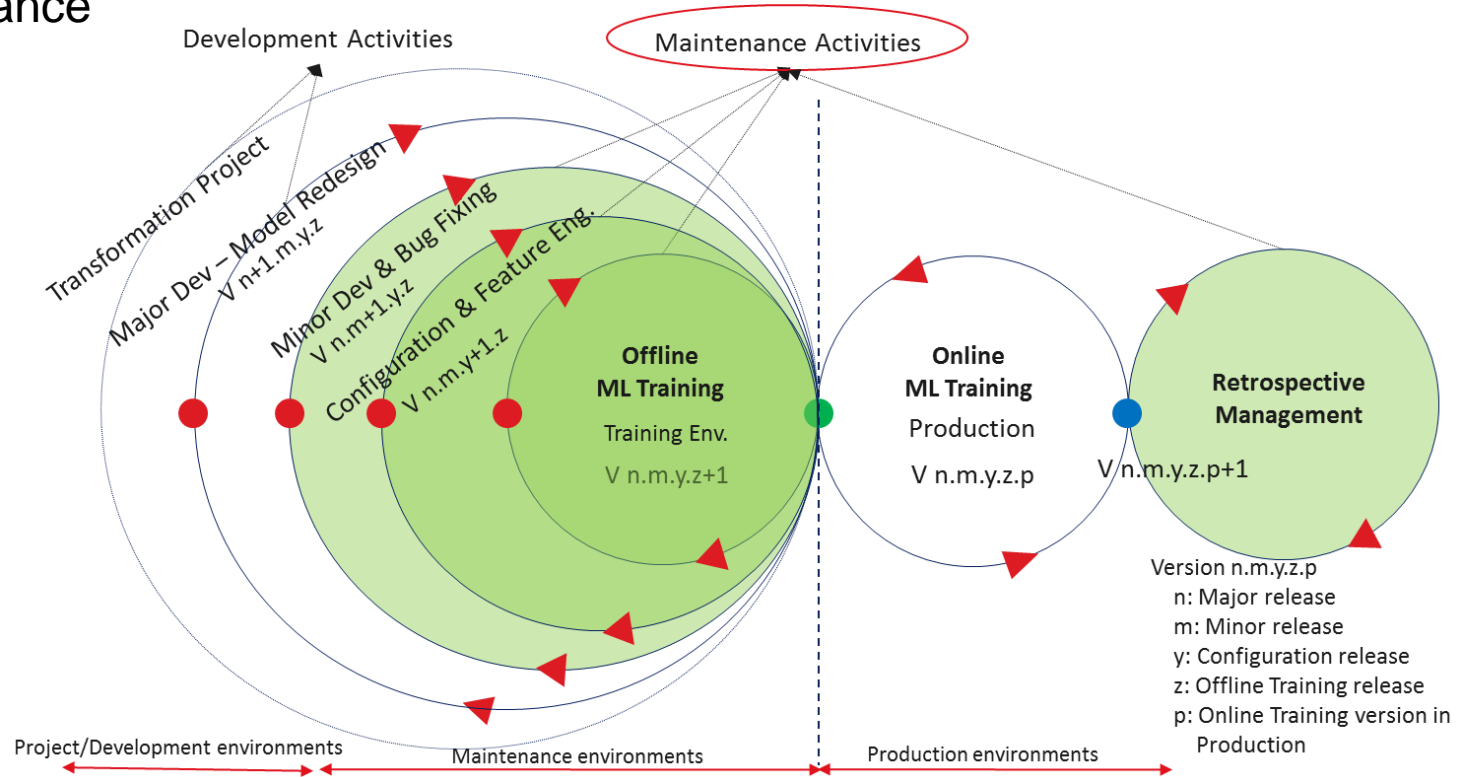 ance
Development Activities
Maintenance Activities
Transformation Project
Major Dev – Model Redesign
V n+1.m.y.z
Minor Dev & Bug Fixing
V n.m+1.y.z
Configuration & Feature Eng.
V n.m.y+1.z
Offline
ML Training
Training Env.
V n.m.y.z+1
Online
ML Training
Production
V n.m.y.z.p
Retrospective
Management
V n.m.y.z.p+1
Version n.m.y.z.p
n: Major release
m: Minor release
y: Configuration release
z: Offline Training release
p: Online Training version in
Production
Project/Development environments
Maintenance environments
Production environments